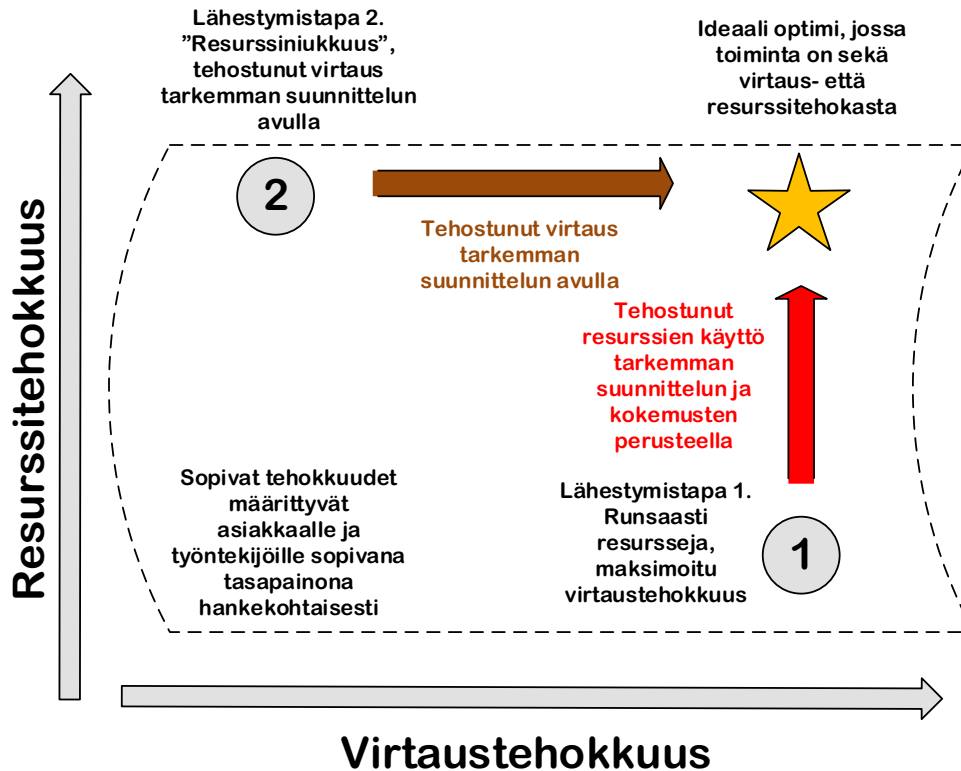 Lähestymistapa 2.
”Resurssiniukkuus”,
tehostunut virtaus
tarkemman suunnittelun
avulla
Ideaali optimi, jossa
toiminta on sekä
virtaus- että
resurssitehokasta
2
Tehostunut virtaus
tarkemman
suunnittelun avulla
Tehostunut
resurssien käyttö
tarkemman
suunnittelun ja
kokemusten
perusteella
Resurssitehokkuus
Sopivat tehokkuudet
määrittyvät
asiakkaalle ja
työntekijöille sopivana
tasapainona
hankekohtaisesti
Lähestymistapa 1.
Runsaasti
resursseja,
maksimoitu
virtaustehokkuus
1
Virtaustehokkuus